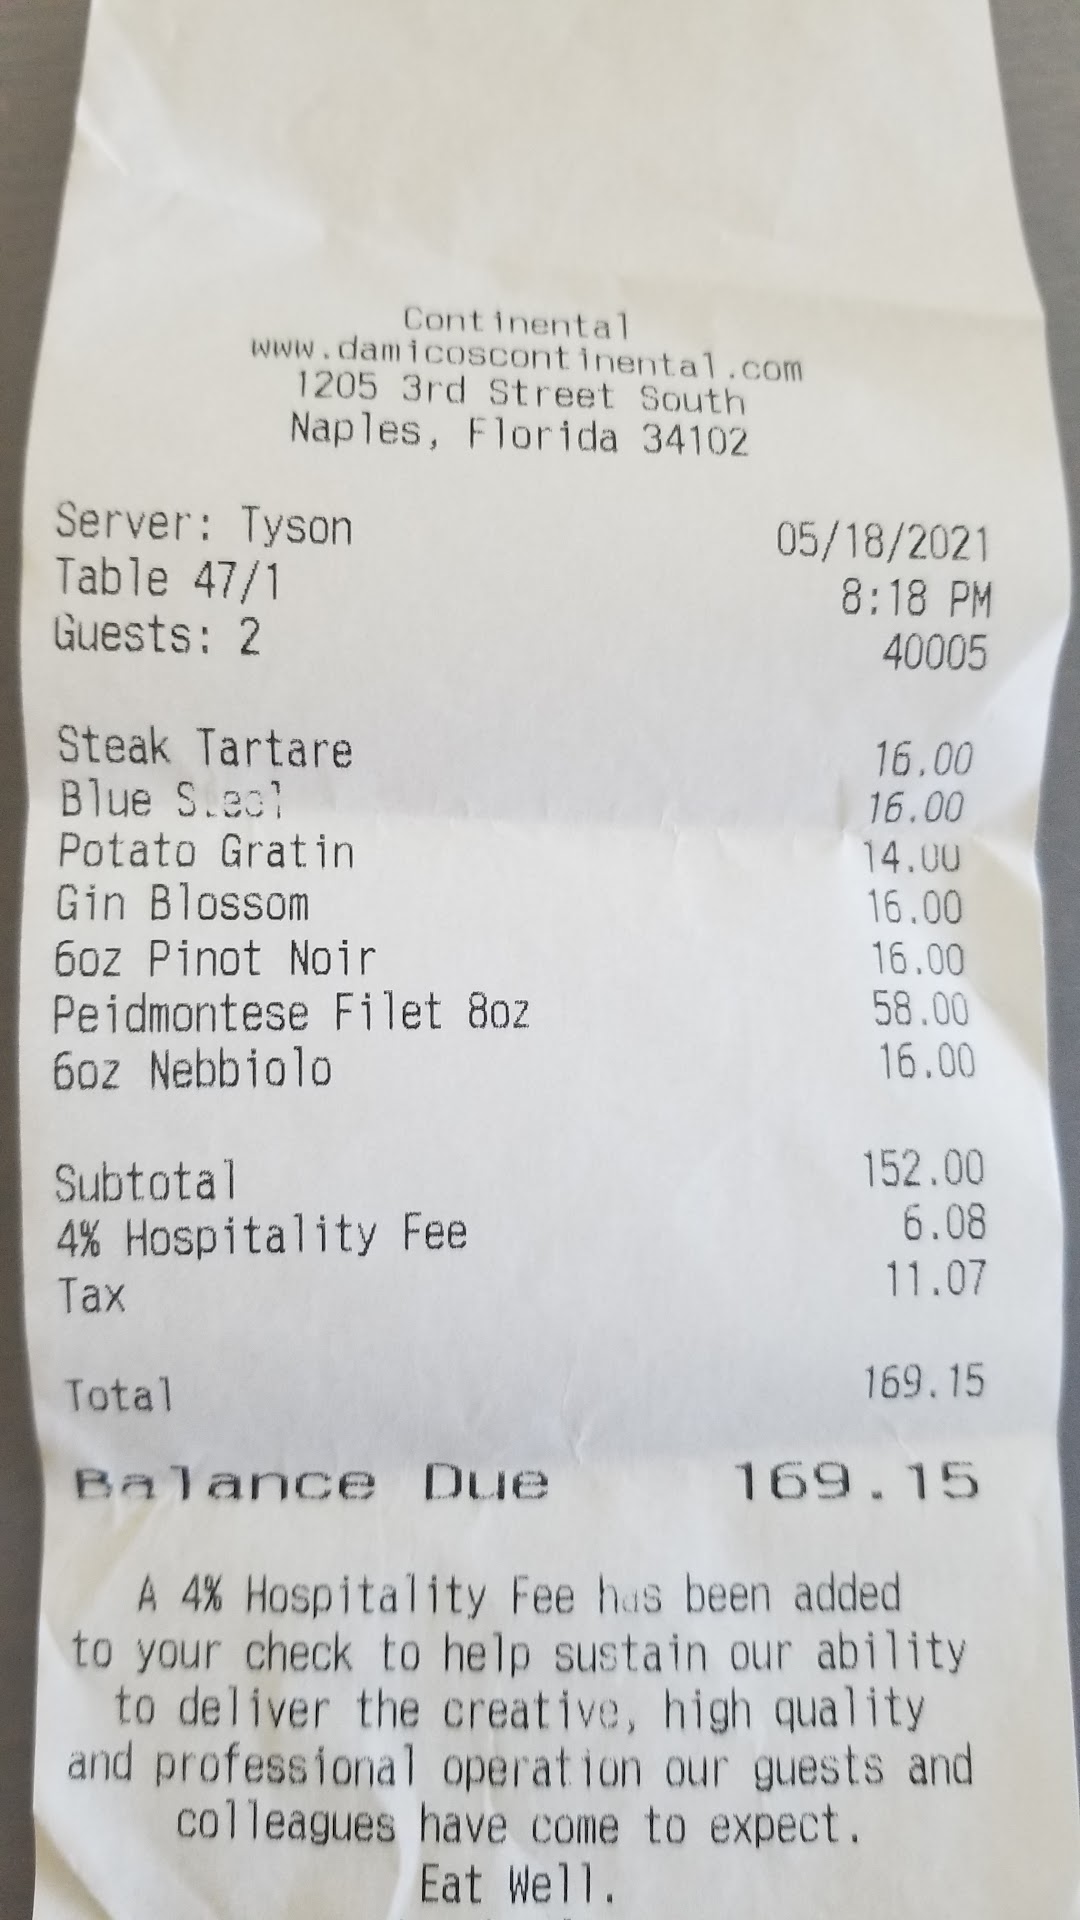 Continental
www.damicoscontinental.com
1205 3rd Street South
Naples, Florida 34102
Server: Tyson 05/18/2021
Table 47/1 8:18 PM
Guests: 2 40005
Steak Tartare 16.00
Blue Steel 16.00
Potato Gratin 14.00
Gin Blossom 16.00
6oz Pinot Noir 16.00
Peidmontese Filet 8oz 58.00
6oz Nebbiolo 16.00
Subtotal 152.00
4% Hospitality Fee 6.08
Tax 11.07
Total 169.15
Balance Due 169.15
A 4% Hospitality Fee has been added
to your check to help sustain our ability
to deliver the creative, high quality
and professional operation our guests and
colleagues have come to expect.
Eat Well.